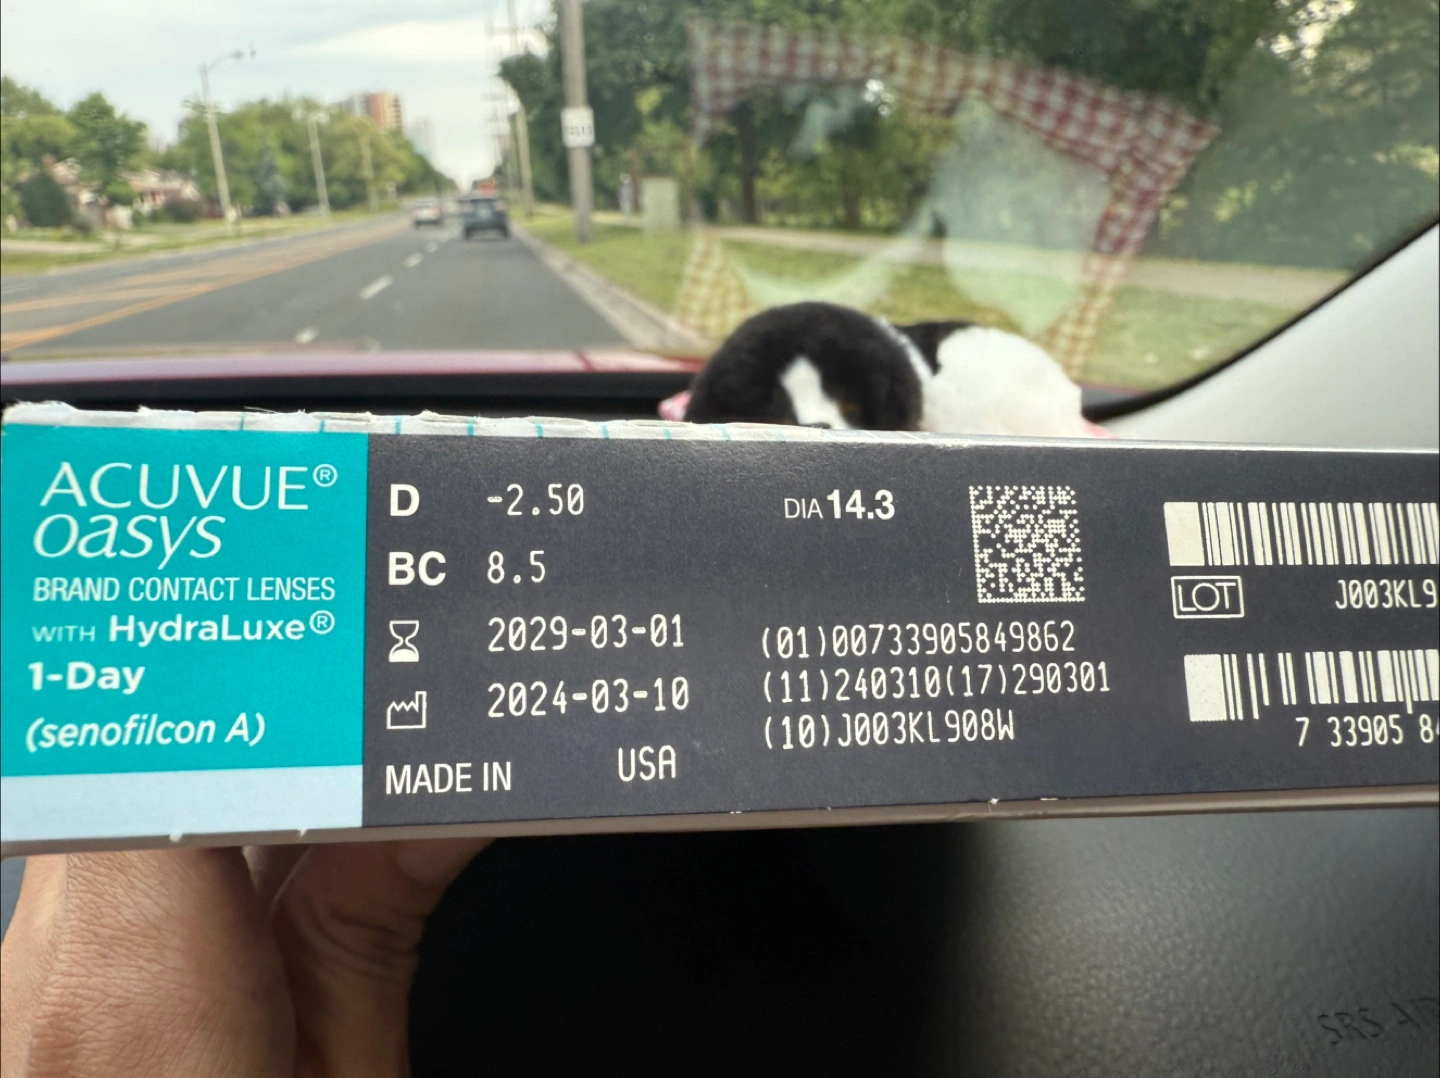 ACUVUE®
oasys
BRAND CONTACT LENSES
WITH HydraLuxe®
1-Day
(senofilcon A)
D -2.50
BC 8.5
2029-03-01
2024-03-10
MADE IN USA
DIA 14.3
(01)00733905849862
(11)240310(17)290301
(10)J003KL908W
LOT J003KL9
7 33905 84
SRS